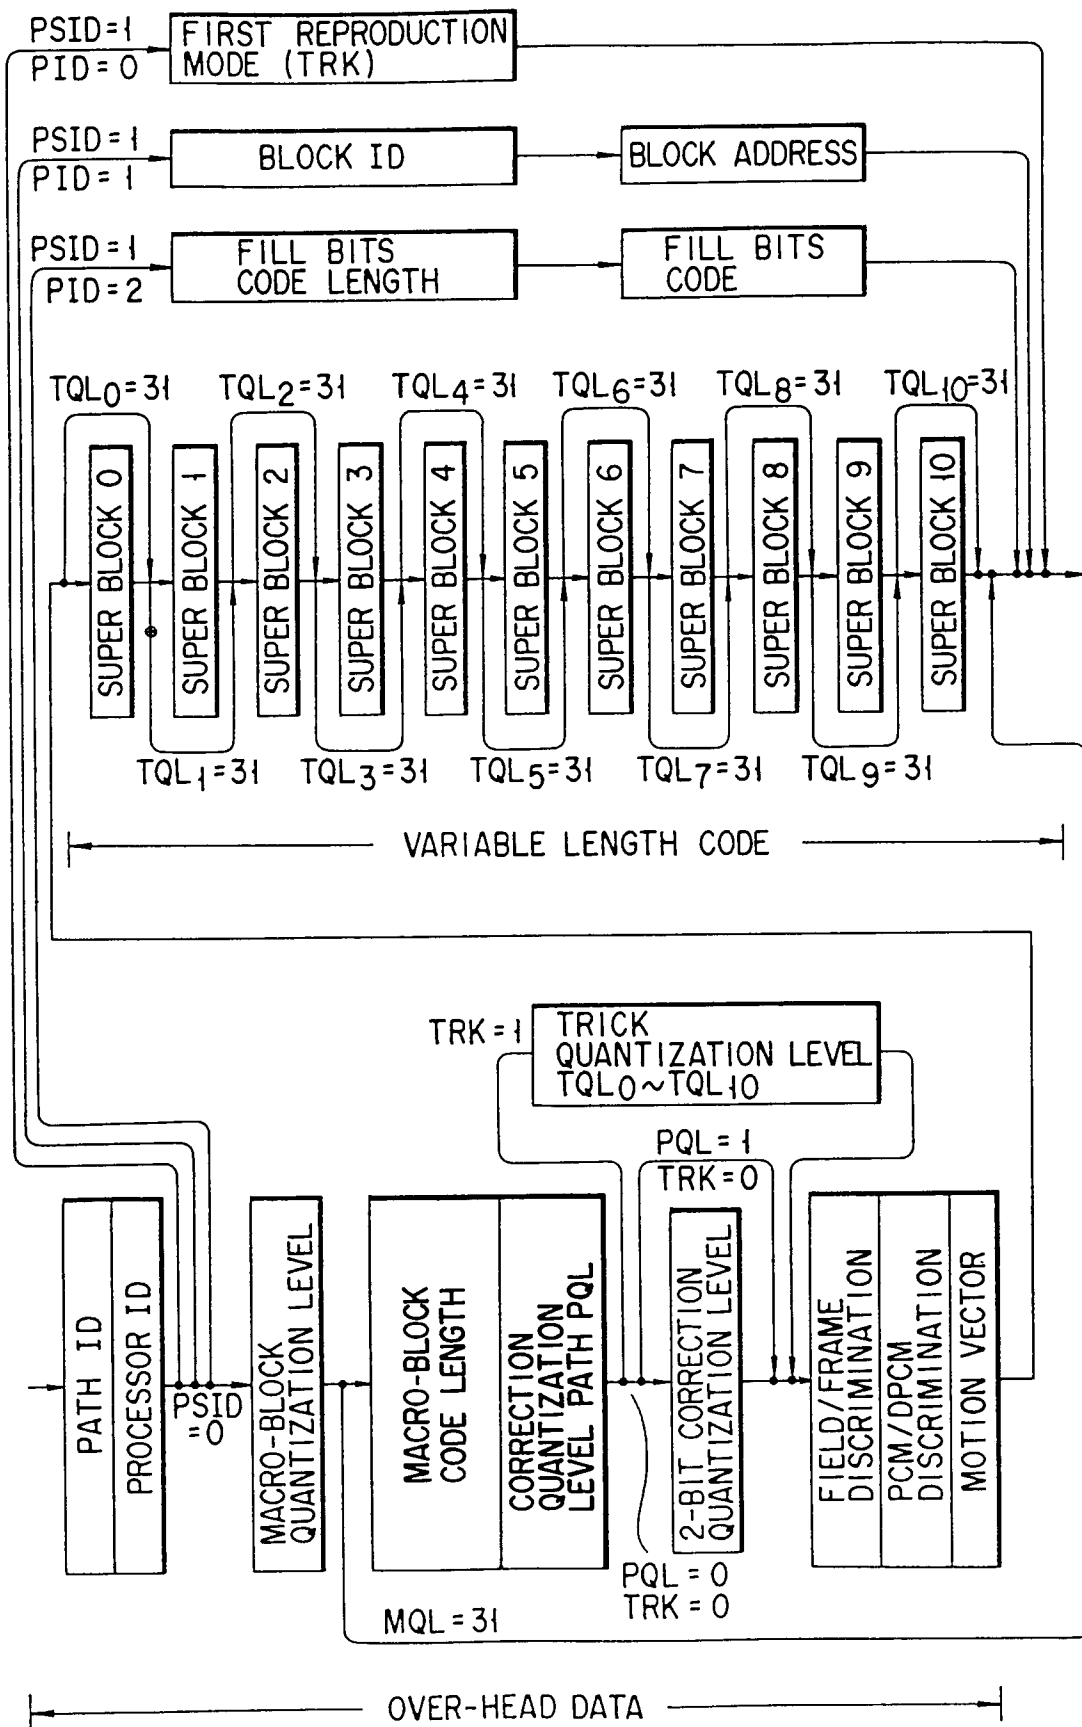 PSID=1
PID=0
FIRST REPRODUCTION
MODE (TRK)
PSID=1
PID=1
BLOCK ID
BLOCK ADDRESS
PSID=1
PID=2
FILL BITS
CODE LENGTH
FILL BITS
CODE
TQL0=31
TQL2=31
TQL4=31
TQL6=31
TQL8=31
TQL10=31
SUPER BLOCK 0
SUPER BLOCK 1
SUPER BLOCK 2
SUPER BLOCK 3
SUPER BLOCK 4
SUPER BLOCK 5
SUPER BLOCK 6
SUPER BLOCK 7
SUPER BLOCK 8
SUPER BLOCK 9
SUPER BLOCK 10
TQL1=31
TQL3=31
TQL5=31
TQL7=31
TQL9=31
VARIABLE LENGTH CODE
TRK=1
TRICK
QUANTIZATION LEVEL
TQL0~TQL10
PQL=1
TRK=0
PATH ID
PROCESSOR ID
PSID
=0
MACRO-BLOCK
QUANTIZATION LEVEL
MACRO-BLOCK
CODE LENGTH
CORRECTION
QUANTIZATION
LEVEL PATH PQL
2-BIT CORRECTION
QUANTIZATION LEVEL
FIELD/FRAME
DISCRIMINATION
PCM/DPCM
DISCRIMINATION
MOTION VECTOR
PQL=0
TRK=0
MQL=31
OVER-HEAD DATA